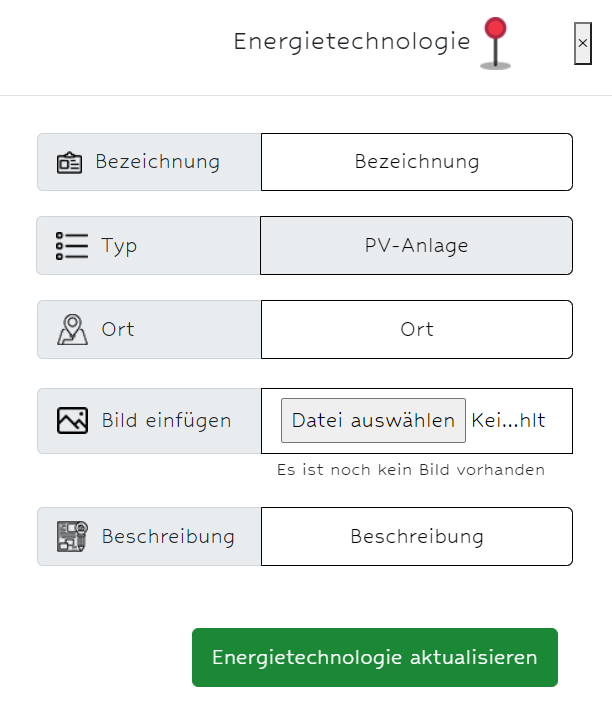 Energietechnologie ×
Bezeichnung Bezeichnung
Typ PV-Anlage
Ort Ort
Bild einfügen Datei auswählen Kei...hlt
Es ist noch kein Bild vorhanden
Beschreibung Beschreibung
Energietechnologie aktualisieren